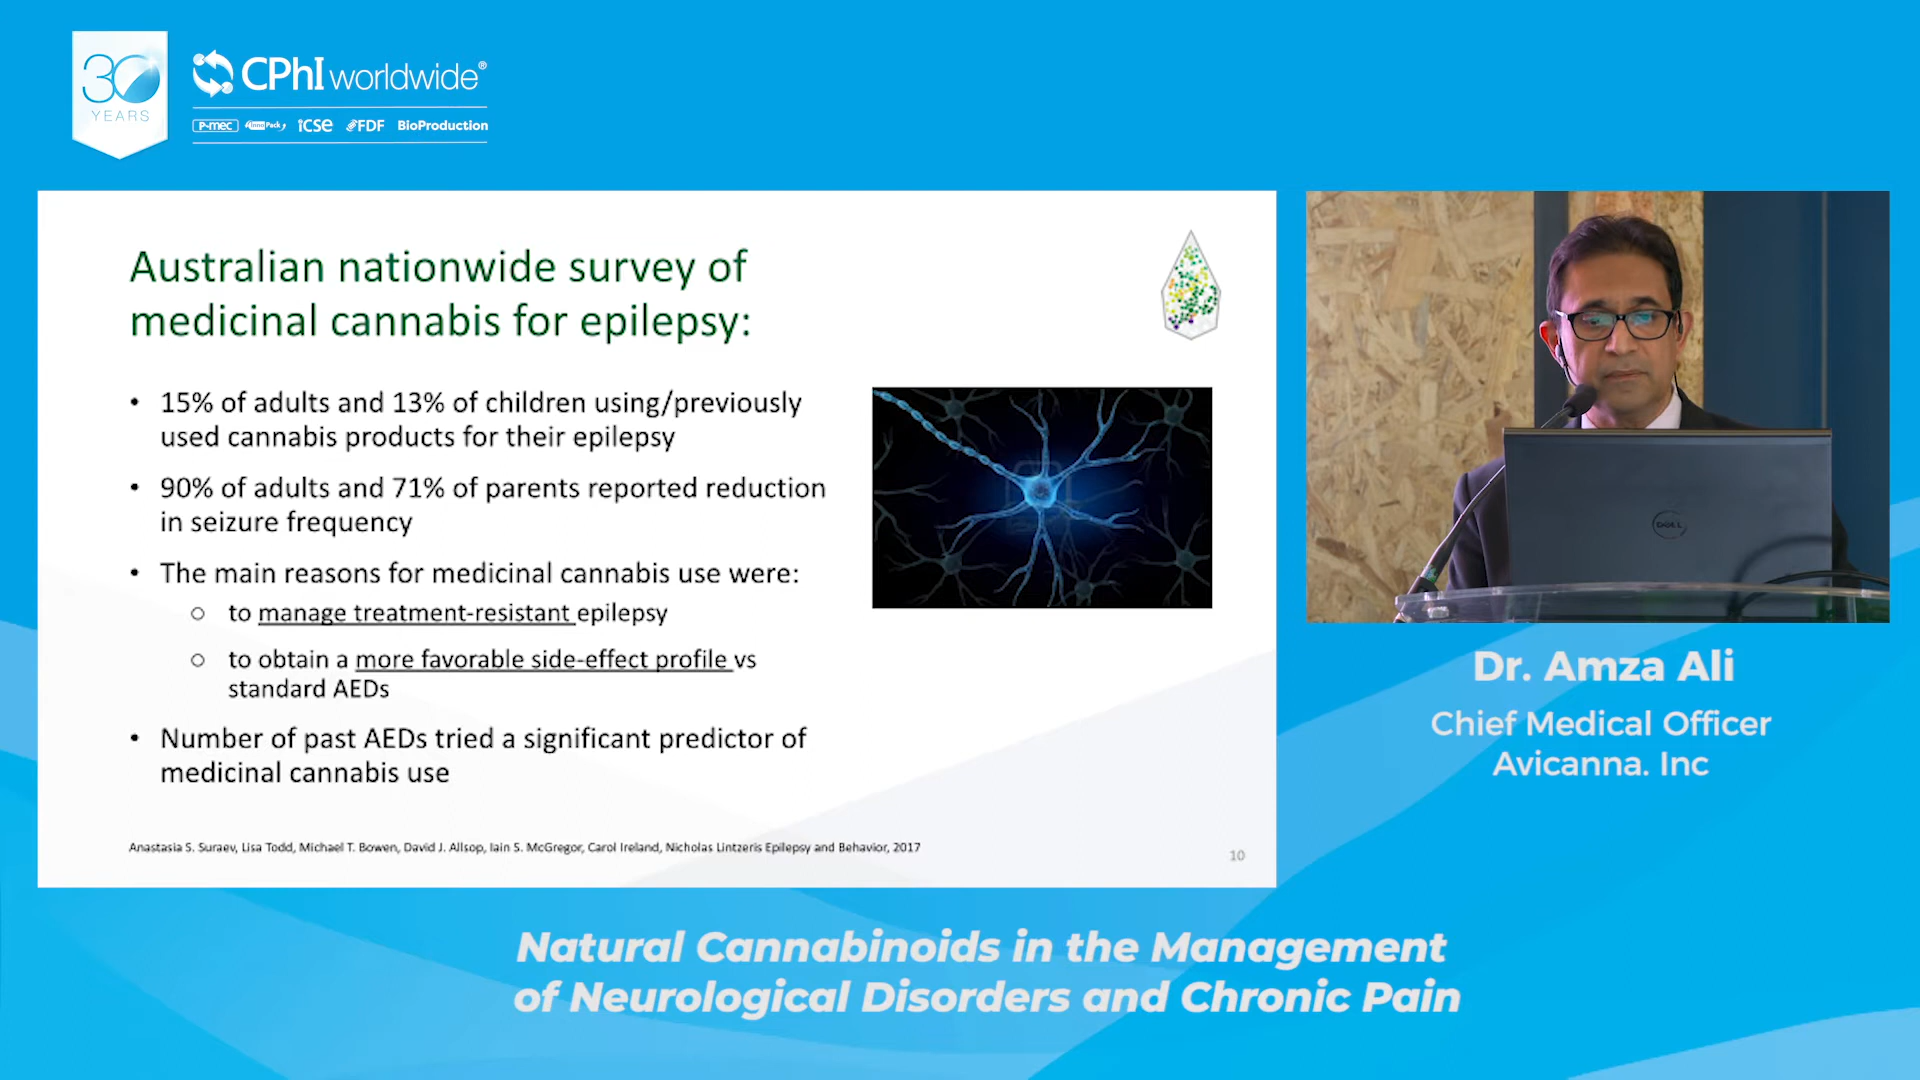 30
YEARS
CPhI worldwide®
P-mec InnoPack iCSE FDF BioProduction
Australian nationwide survey of
medicinal cannabis for epilepsy:
• 15% of adults and 13% of children using/previously
used cannabis products for their epilepsy
• 90% of adults and 71% of parents reported reduction
in seizure frequency
• The main reasons for medicinal cannabis use were:
○ to manage treatment-resistant epilepsy
○ to obtain a more favorable side-effect profile vs
standard AEDs
• Number of past AEDs tried a significant predictor of
medicinal cannabis use
Anastasia S. Suraev, Lisa Todd, Michael T. Bowen, David J. Allsop, Iain S. McGregor, Carol Ireland, Nicholas Lintzeris Epilepsy and Behavior, 2017
10
DELL
Dr. Amza Ali
Chief Medical Officer
Avicanna. Inc
Natural Cannabinoids in the Management
of Neurological Disorders and Chronic Pain